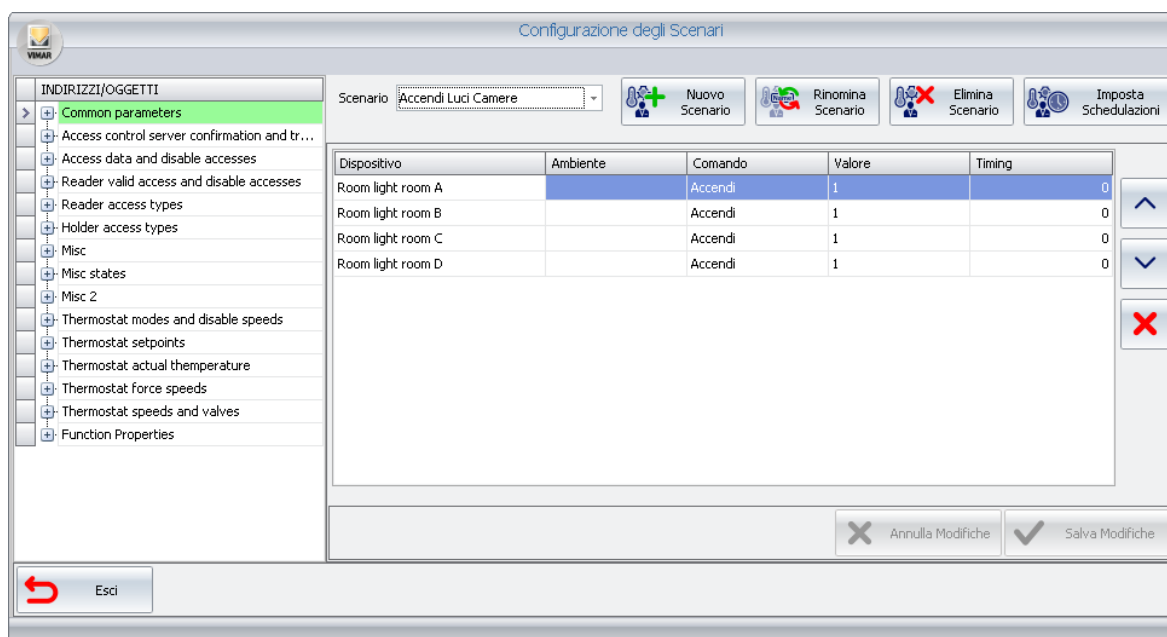 Configurazione degli Scenari
VIMAR
INDIRIZZI/OGGETTI
Common parameters
Access control server confirmation and tr...
Access data and disable accesses
Reader valid access and disable accesses
Reader access types
Holder access types
Misc
Misc states
Misc 2
Thermostat modes and disable speeds
Thermostat setpoints
Thermostat actual themperature
Thermostat force speeds
Thermostat speeds and valves
Function Properties
Scenario Accendi Luci Camere
Nuovo
Scenario
Rinomina
Scenario
Elimina
Scenario
Imposta
Schedulazioni
Dispositivo Ambiente Comando Valore Timing
Room light room A Accendi 1 0
Room light room B Accendi 1 0
Room light room C Accendi 1 0
Room light room D Accendi 1 0
Annulla Modifiche Salva Modifiche
Esci